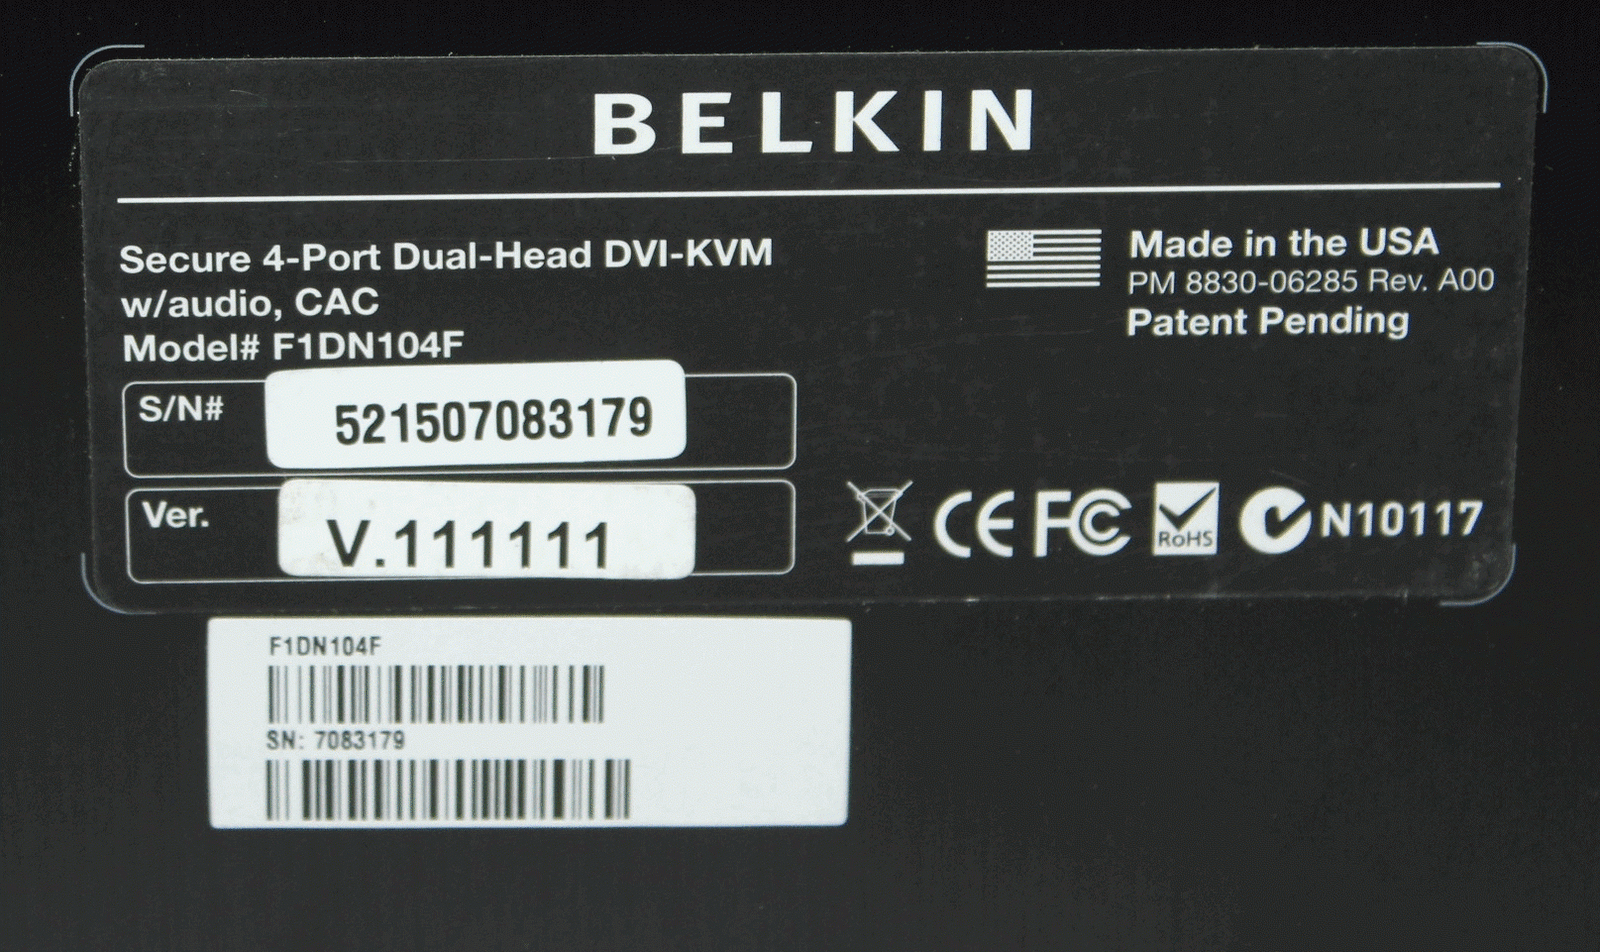 BELKIN
Secure 4-Port Dual-Head DVI-KVM
w/audio, CAC
Model# F1DN104F
S/N# 521507083179
Ver. V.111111
Made in the USA
PM 8830-06285 Rev. A00
Patent Pending
CE FC RoHS N10117
F1DN104F
SN: 7083179